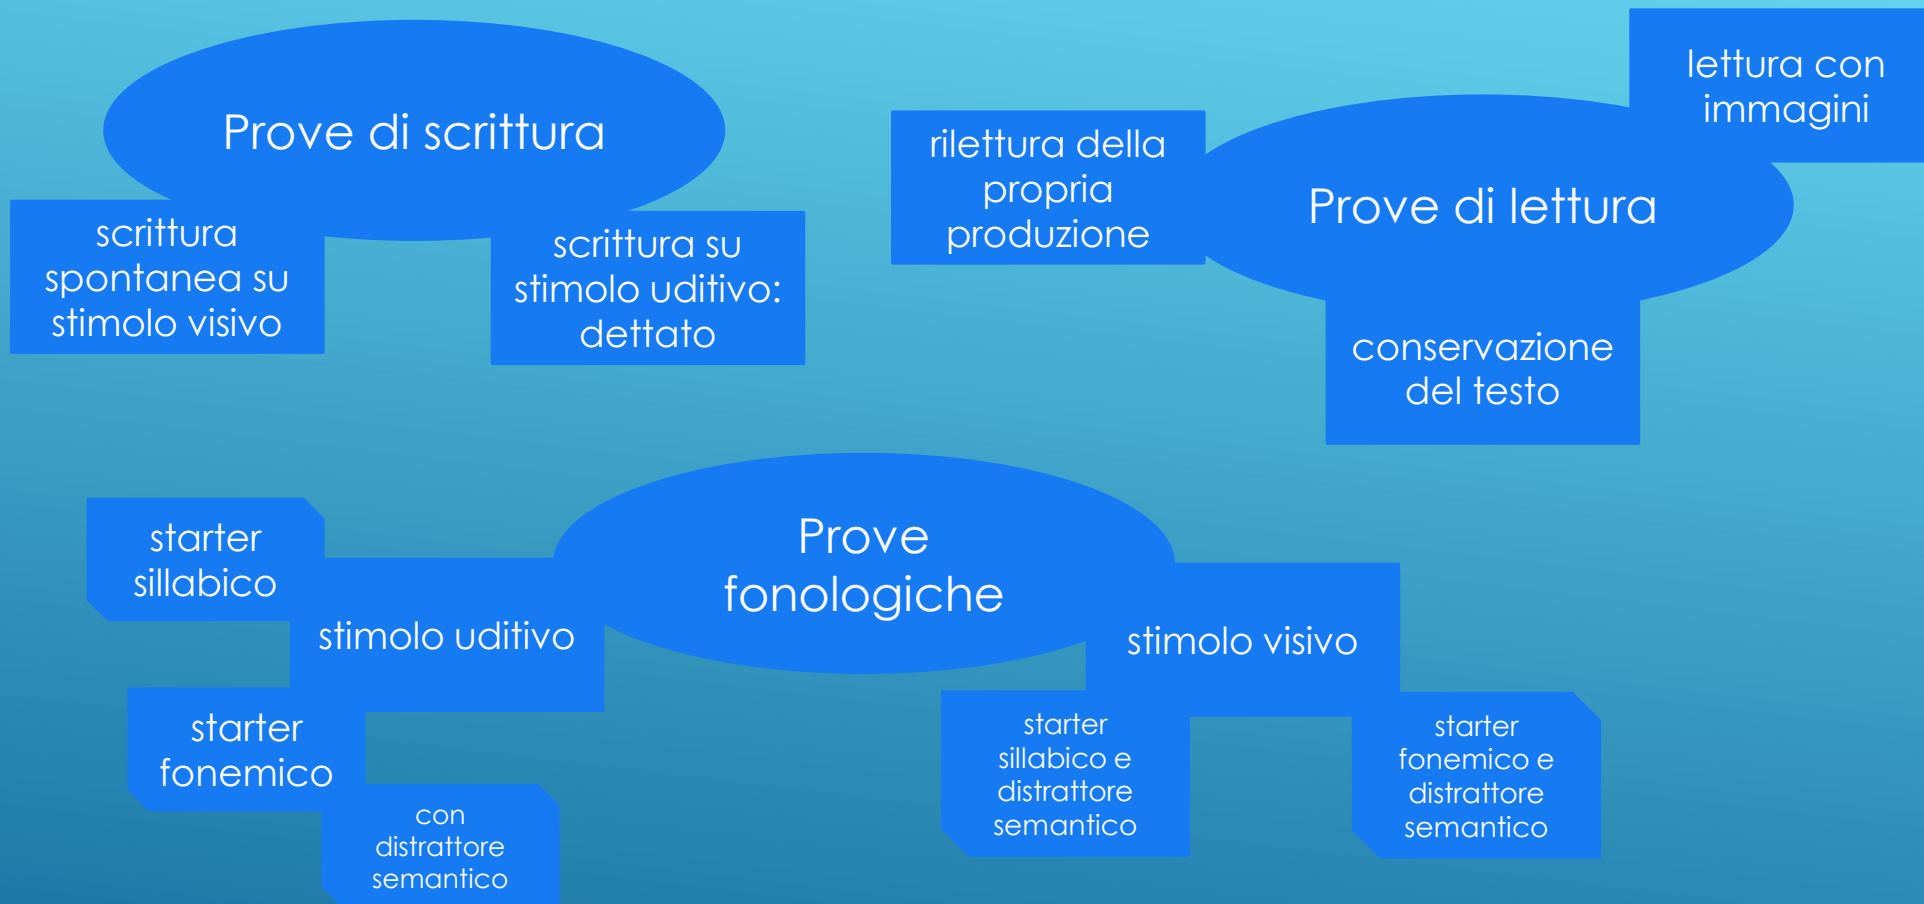 Prove di scrittura
scrittura
spontanea su
stimolo visivo
scrittura su
stimolo uditivo:
dettato
rilettura della
propria
produzione
Prove di lettura
lettura con
immagini
conservazione
del testo
Prove
fonologiche
starter
sillabico
stimolo uditivo
starter
fonemico
con
distrattore
semantico
stimolo visivo
starter
sillabico e
distrattore
semantico
starter
fonemico e
distrattore
semantico